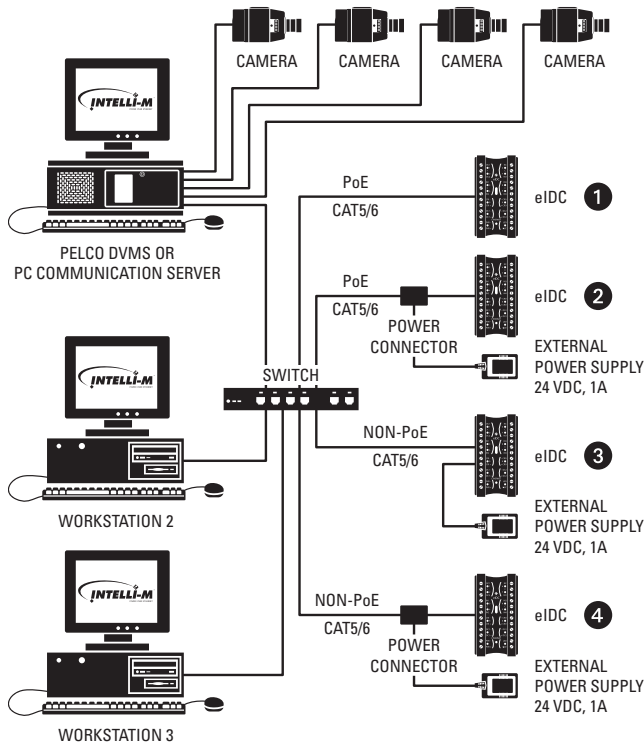 CAMERA
CAMERA
CAMERA
CAMERA
INTELLI-M
PELCO DVMS OR
PC COMMUNICATION SERVER
PoE
CAT5/6
eIDC
1
PoE
CAT5/6
POWER
CONNECTOR
eIDC
2
EXTERNAL
POWER SUPPLY
24 VDC, 1A
INTELLI-M
WORKSTATION 2
SWITCH
NON-PoE
CAT5/6
eIDC
3
EXTERNAL
POWER SUPPLY
24 VDC, 1A
INTELLI-M
WORKSTATION 3
NON-PoE
CAT5/6
POWER
CONNECTOR
eIDC
4
EXTERNAL
POWER SUPPLY
24 VDC, 1A